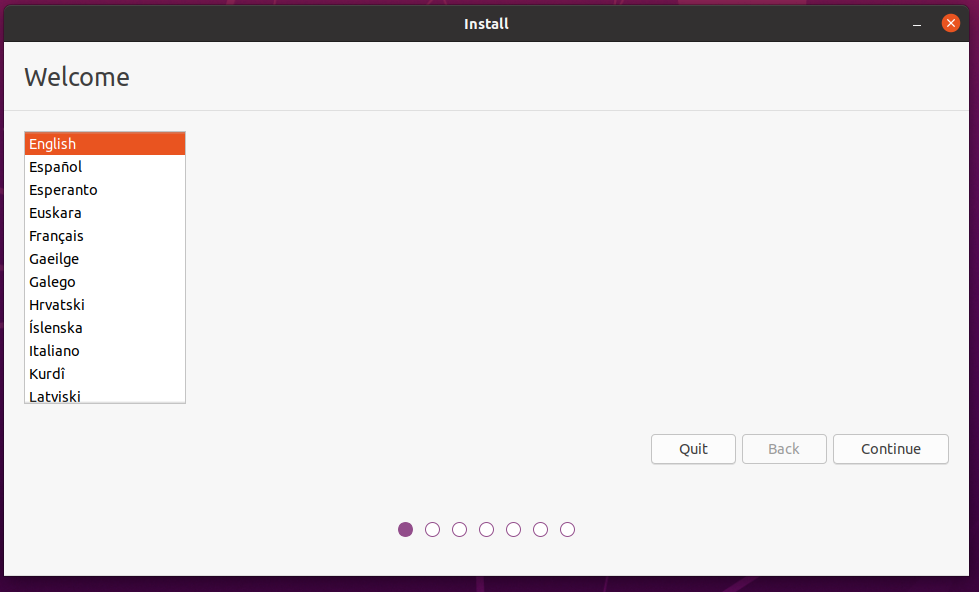 Install
Welcome
English
Español
Esperanto
Euskara
Français
Gaeilge
Galego
Hrvatski
Íslenska
Italiano
Kurdî
Latviski
Quit
Back
Continue